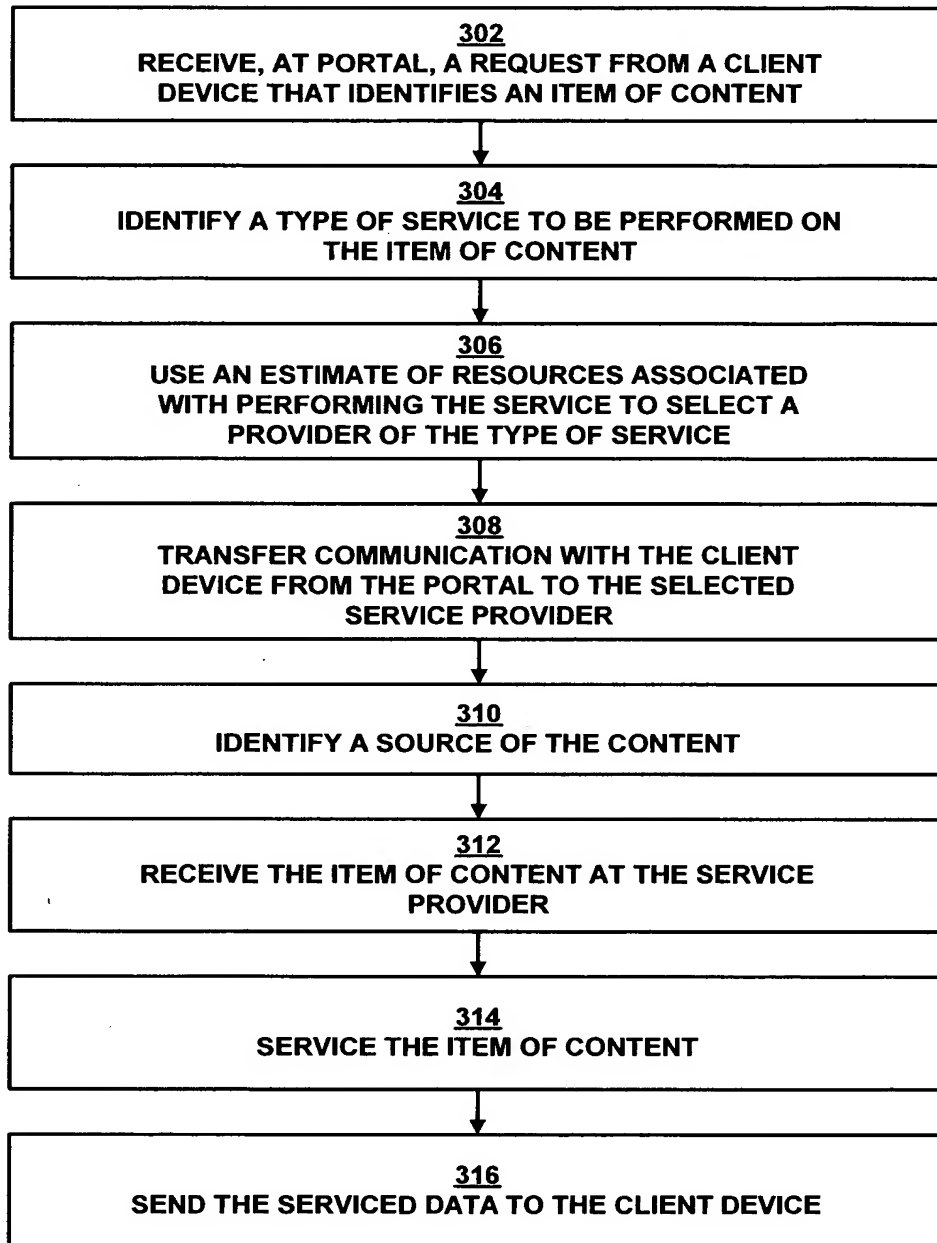 302
RECEIVE, AT PORTAL, A REQUEST FROM A CLIENT
DEVICE THAT IDENTIFIES AN ITEM OF CONTENT
304
IDENTIFY A TYPE OF SERVICE TO BE PERFORMED ON
THE ITEM OF CONTENT
306
USE AN ESTIMATE OF RESOURCES ASSOCIATED
WITH PERFORMING THE SERVICE TO SELECT A
PROVIDER OF THE TYPE OF SERVICE
308
TRANSFER COMMUNICATION WITH THE CLIENT
DEVICE FROM THE PORTAL TO THE SELECTED
SERVICE PROVIDER
310
IDENTIFY A SOURCE OF THE CONTENT
312
RECEIVE THE ITEM OF CONTENT AT THE SERVICE
PROVIDER
314
SERVICE THE ITEM OF CONTENT
316
SEND THE SERVICED DATA TO THE CLIENT DEVICE